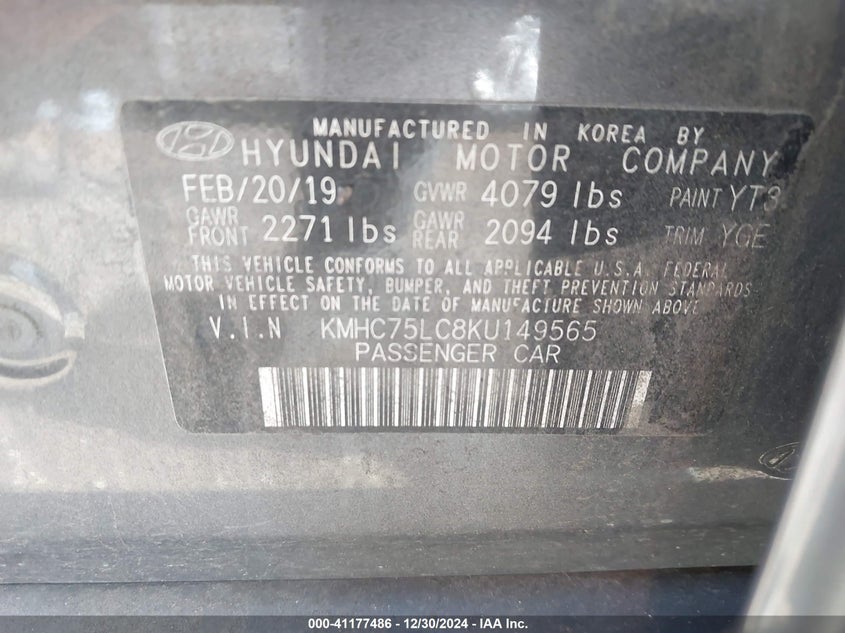 MANUFACTURED IN KOREA BY
HYUNDAI MOTOR COMPANY
FEB/20/19 GVWR 4079 lbs PAINT YT3
GAWR FRONT 2271 lbs GAWR REAR 2094 lbs TRIM YGE
THIS VEHICLE CONFORMS TO ALL APPLICABLE U.S.A. FEDERAL
MOTOR VEHICLE SAFETY, BUMPER, AND THEFT PREVENTION STANDARDS
IN EFFECT ON THE DATE OF MANUFACTURE SHOWN ABOVE
V.I.N KMHC75LC8KU149565
PASSENGER CAR
000-41177486 - 12/30/2024 - IAA Inc.